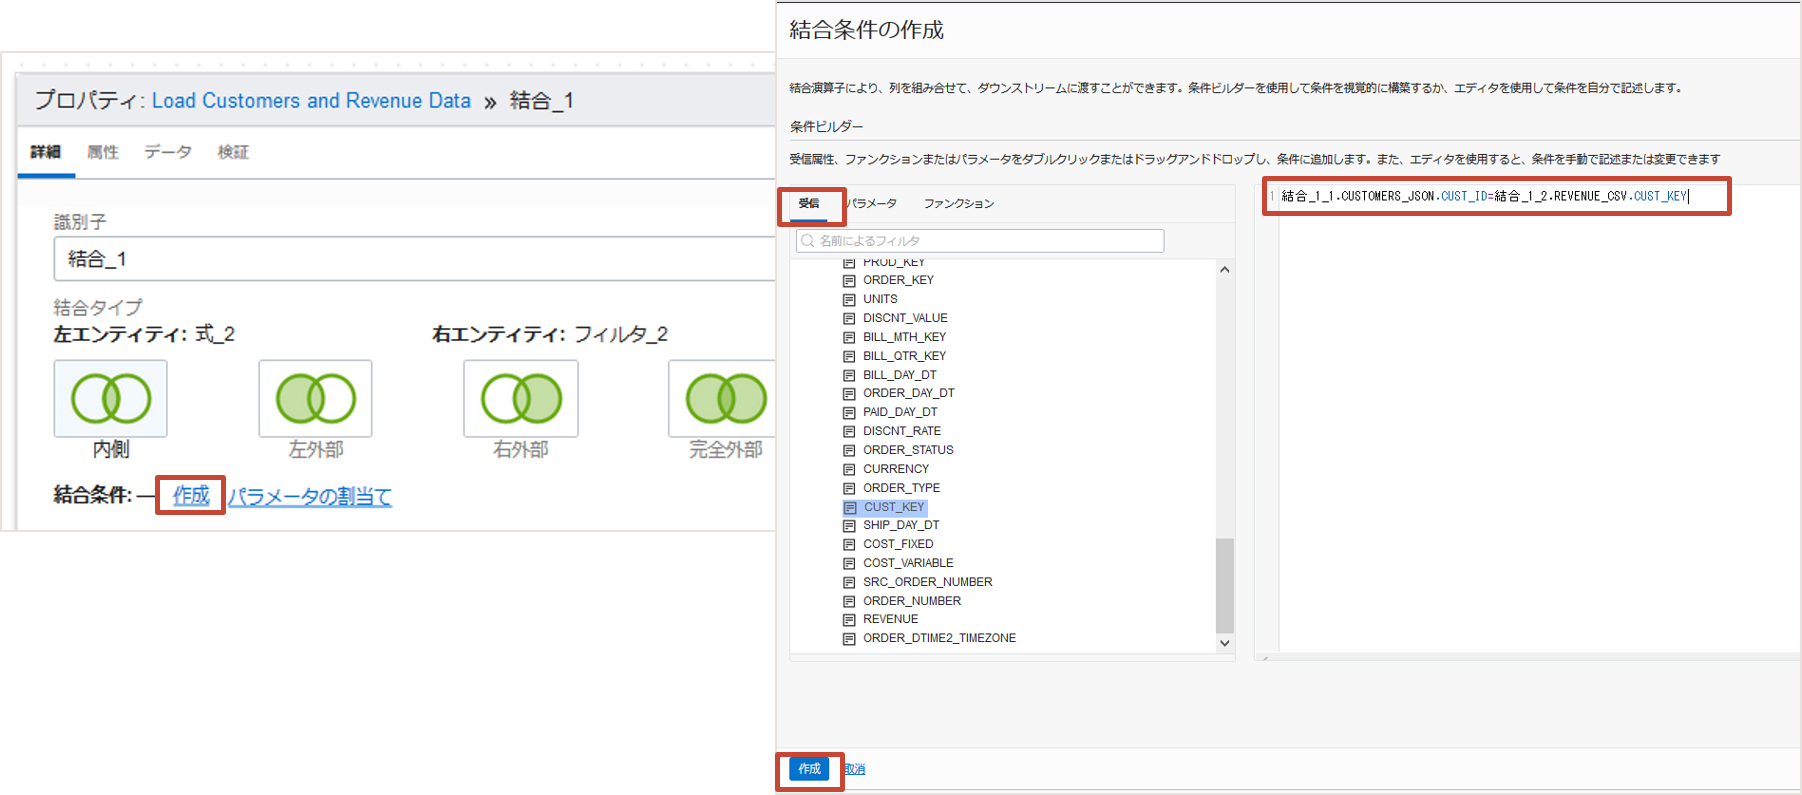 プロパティ: Load Customers and Revenue Data » 結合_1
詳細 属性 データ 検証
識別子
結合_1
結合タイプ
左エンティティ: 式_2 右エンティティ: フィルタ_2
内側 左外部 右外部 完全外部
結合条件: — 作成 パラメータの割当て
結合条件の作成
結合演算子により、列を組み合せて、ダウンストリームに渡すことができます。条件ビルダーを使用して条件を視覚的に構築するか、エディタを使用して条件を自分で記述します。
条件ビルダー
受信属性、ファンクションまたはパラメータをダブルクリックまたはドラッグアンドドロップし、条件に追加します。また、エディタを使用すると、条件を手動で記述または変更できます
受信 パラメータ ファンクション
名前によるフィルタ
PROD_KEY
ORDER_KEY
UNITS
DISCNT_VALUE
BILL_MTH_KEY
BILL_QTR_KEY
BILL_DAY_DT
ORDER_DAY_DT
PAID_DAY_DT
DISCNT_RATE
ORDER_STATUS
CURRENCY
ORDER_TYPE
CUST_KEY
SHIP_DAY_DT
COST_FIXED
COST_VARIABLE
SRC_ORDER_NUMBER
ORDER_NUMBER
REVENUE
ORDER_DTIME2_TIMEZONE
1 結合_1_1.CUSTOMERS_JSON.CUST_ID=結合_1_2.REVENUE_CSV.CUST_KEY
作成 取消